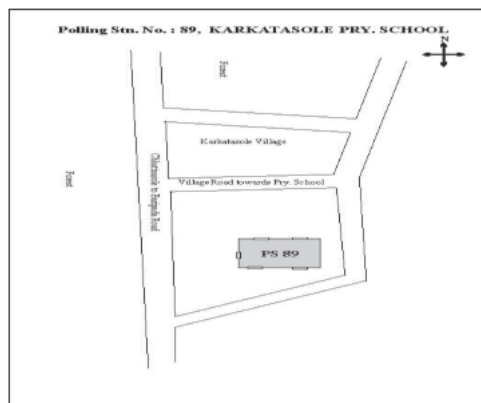 Polling Stn. No. : 89, KARKATASOLE PRY. SCHOOL
N
Forest
Karkatasole Village
Forest
Village Road towards Pry. School
PS 89